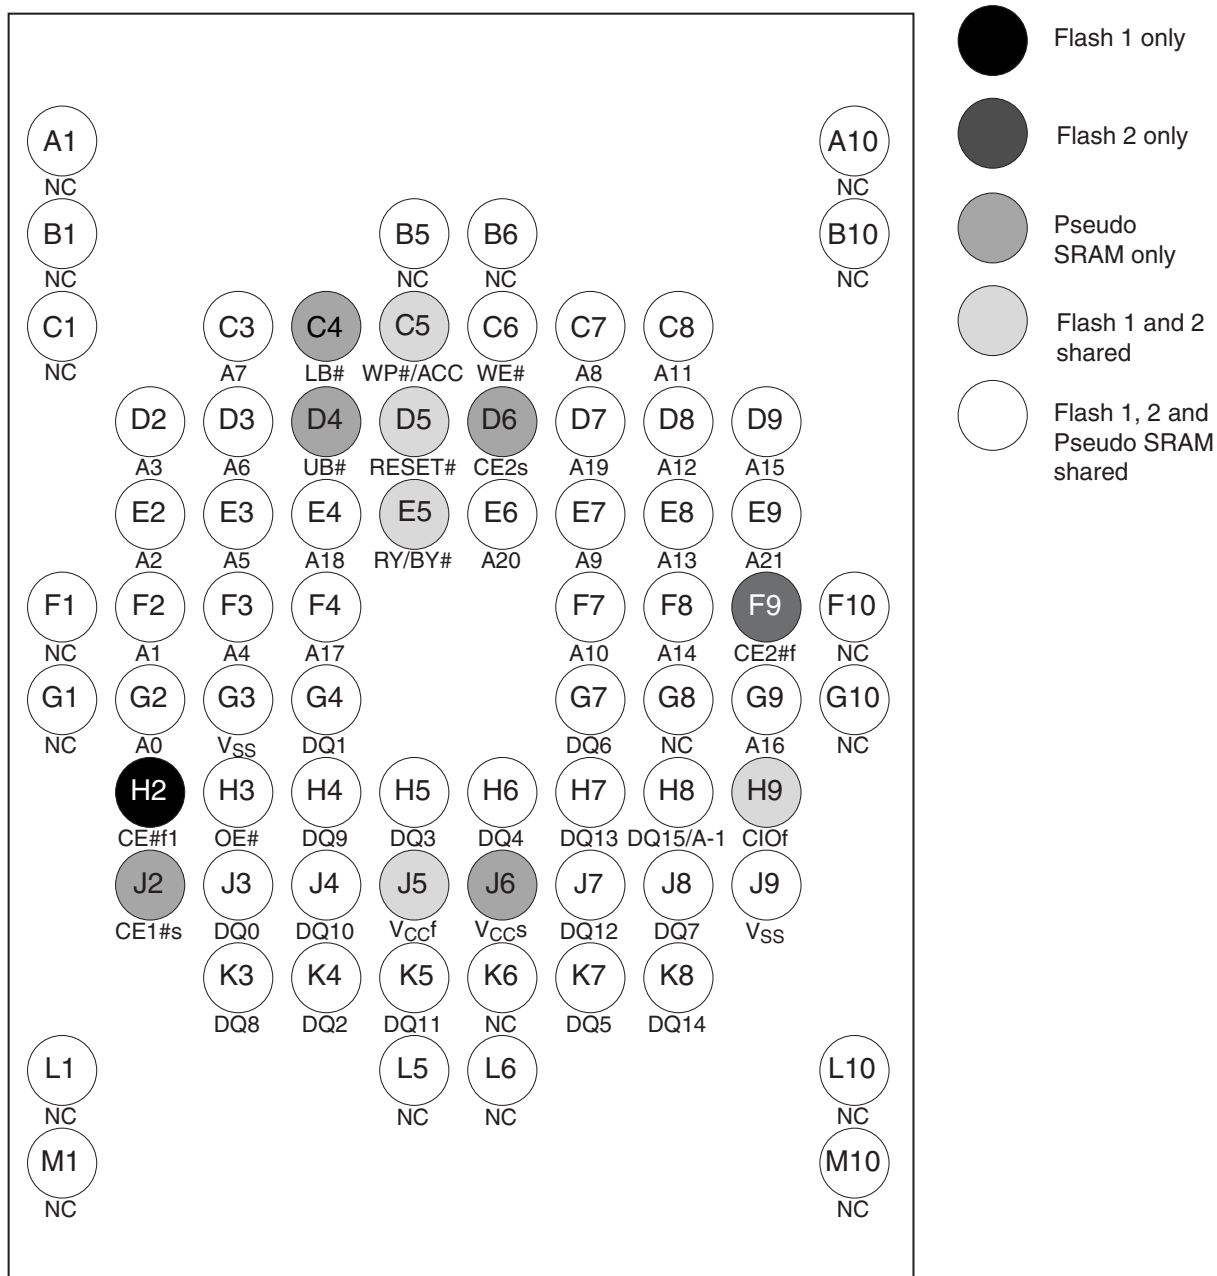 Flash 1 only
A1 A10
NC NC
Flash 2 only
B1 B5 B6 B10
NC NC NC NC
Pseudo
SRAM only
C1 C3 C4 C5 C6 C7 C8
NC A7 LB# WP#/ACC WE# A8 A11
Flash 1 and 2
shared
D2 D3 D4 D5 D6 D7 D8 D9
A3 A6 UB# RESET# CE2s A19 A12 A15
Flash 1, 2 and
Pseudo SRAM
shared
E2 E3 E4 E5 E6 E7 E8 E9
A2 A5 A18 RY/BY# A20 A9 A13 A21
F1 F2 F3 F4 F7 F8 F9 F10
NC A1 A4 A17 A10 A14 CE2#f NC
G1 G2 G3 G4 G7 G8 G9 G10
NC A0 VSS DQ1 DQ6 NC A16 NC
H2 H3 H4 H5 H6 H7 H8 H9
CE#f1 OE# DQ9 DQ3 DQ4 DQ13 DQ15/A-1 CIOf
J2 J3 J4 J5 J6 J7 J8 J9
CE1#s DQ0 DQ10 VCCf VCCs DQ12 DQ7 VSS
K3 K4 K5 K6 K7 K8
DQ8 DQ2 DQ11 NC DQ5 DQ14
L1 L5 L6 L10
NC NC NC NC
M1 M10
NC NC